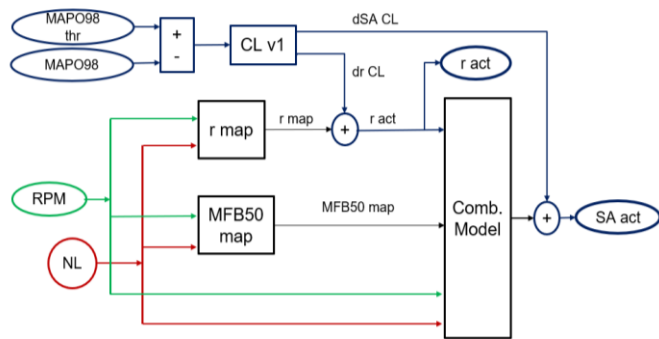 MAPO98
thr
+
-
MAPO98
CL v1
dSA CL
dr CL
r act
r map
r map
+
r act
RPM
MFB50
map
MFB50 map
Comb.
Model
+
SA act
NL